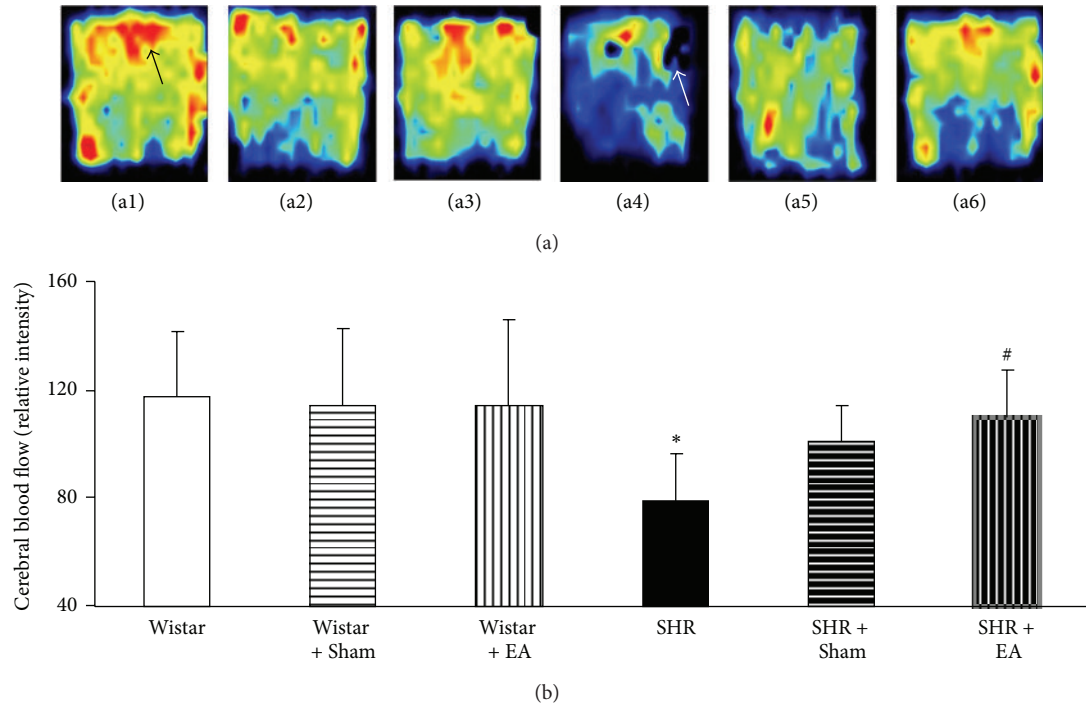 (a1) (a2) (a3) (a4) (a5) (a6)
(a)
Cerebral blood flow (relative intensity)
160
120
80
40
*
#
Wistar
Wistar
+ Sham
Wistar
+ EA
SHR
SHR +
Sham
SHR +
EA
(b)